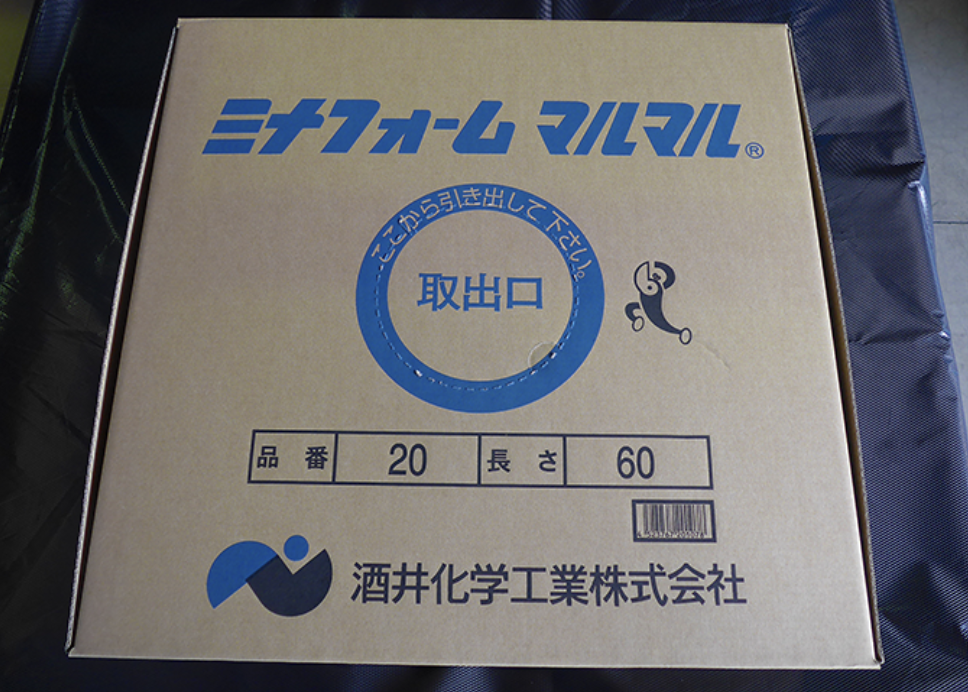 ミナフォーム マルマル®
ここから引き出して下さい。
取出口
品番 20 長さ 60
酒井化学工業株式会社